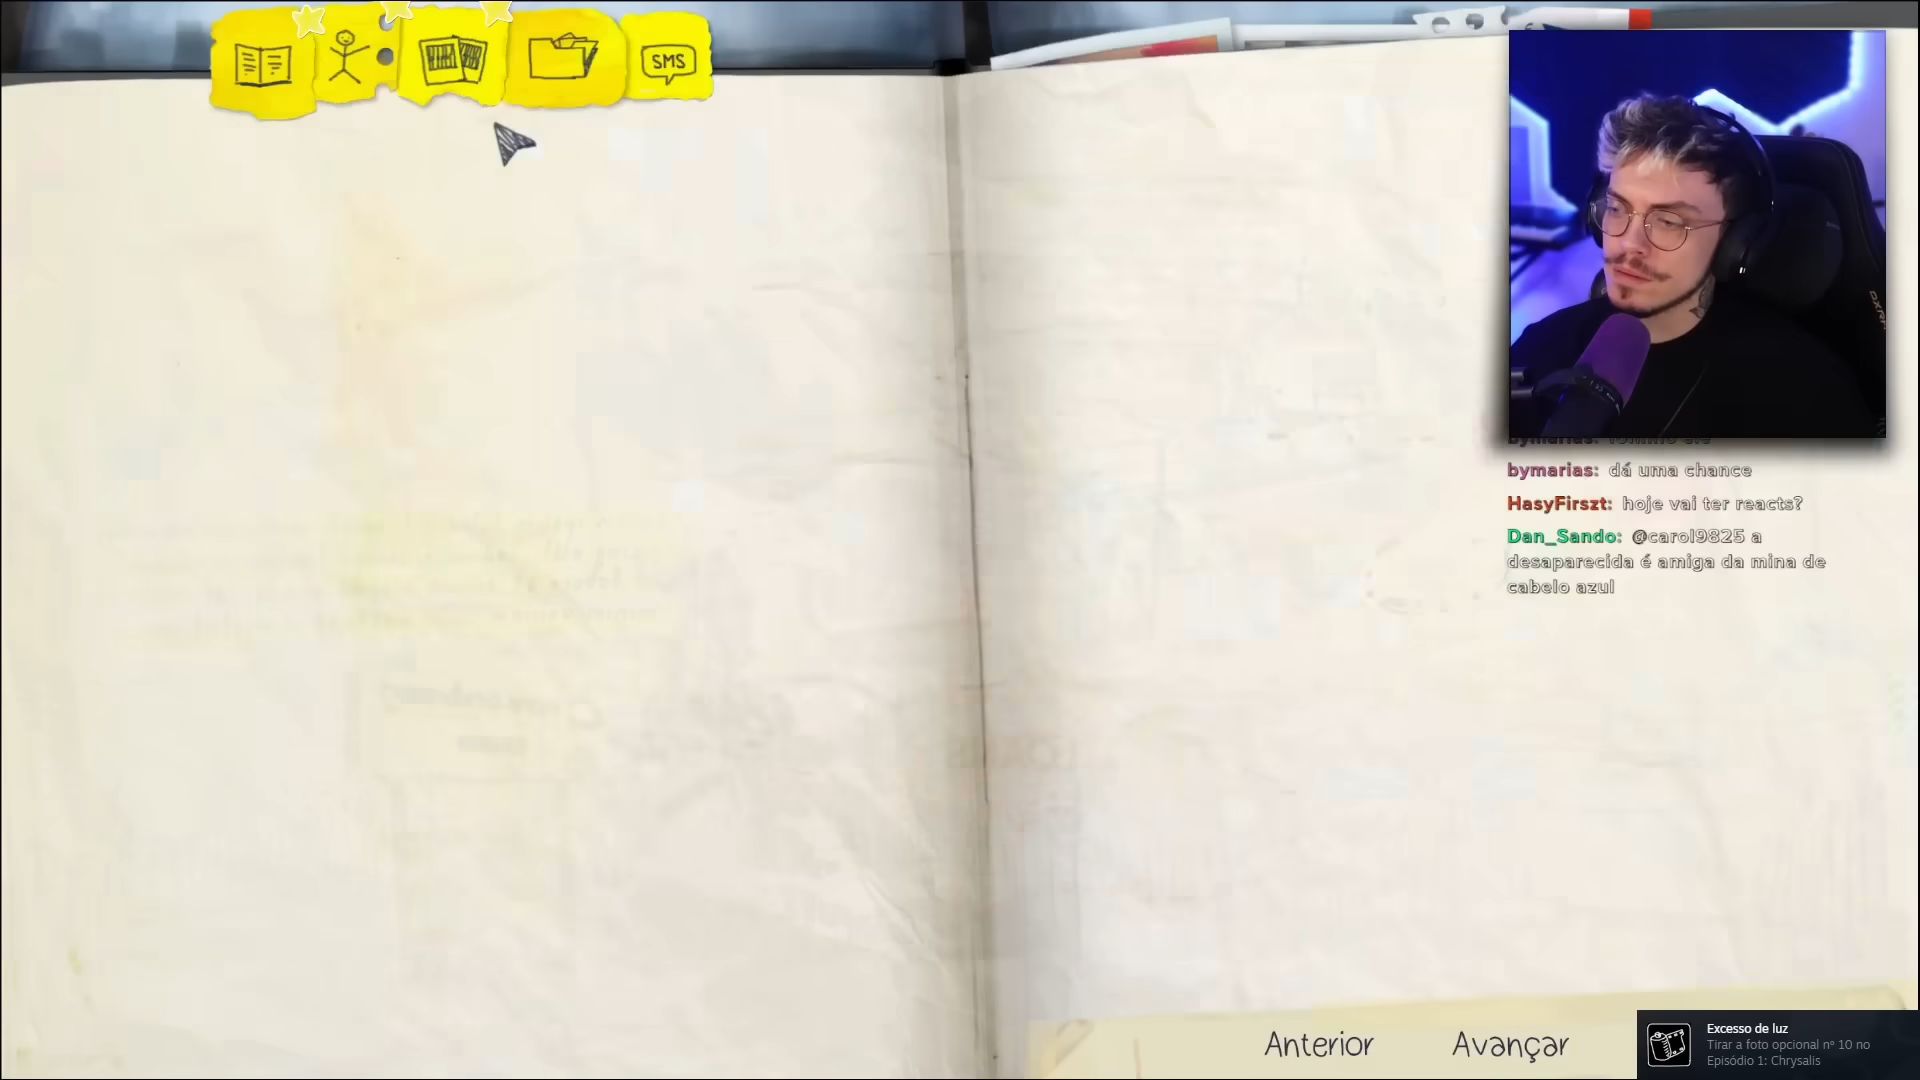 SMS
bymarias: dá uma chance
HasyFirszt: hoje vai ter reacts?
Dan_Sando: @carol9825 a
desaparecida é amiga da mina de
cabelo azul
Anterior Avançar
Excesso de luz
Tirar a foto opcional nº 10 no
Episódio 1: Chrysalis